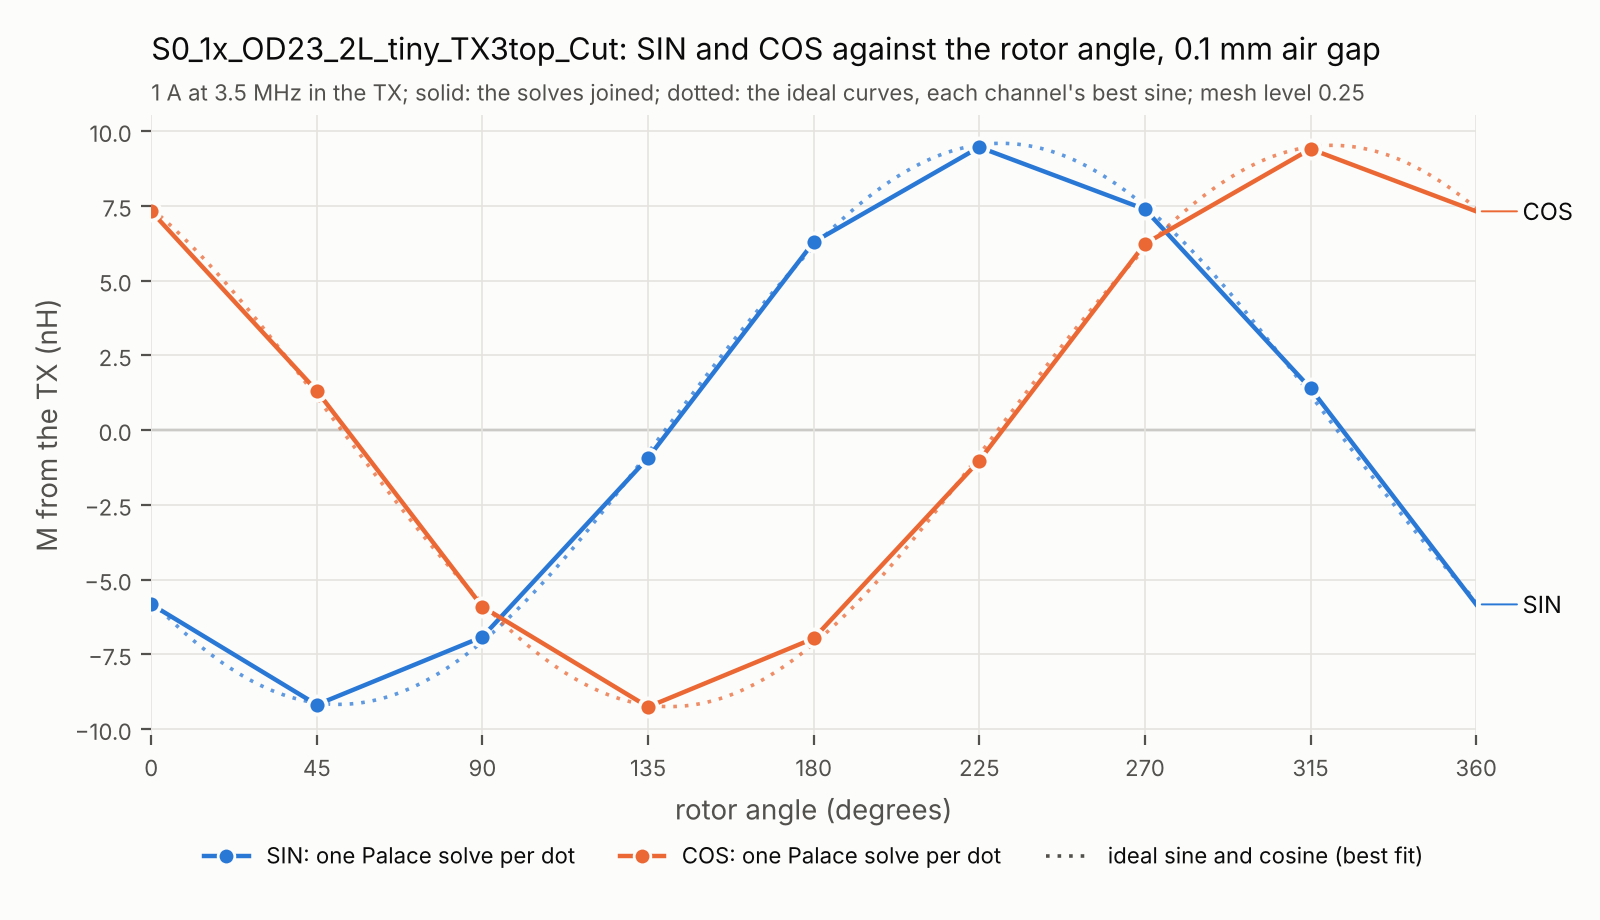 S0_1x_OD23_2L_tiny_TX3top_Cut: SIN and COS against the rotor angle, 0.1 mm air gap
1 A at 3.5 MHz in the TX; solid: the solves joined; dotted: the ideal curves, each channel's best sine; mesh level 0.25
M from the TX (nH)
10.0
7.5
5.0
2.5
0.0
−2.5
−5.0
−7.5
−10.0
COS
SIN
0 45 90 135 180 225 270 315 360
rotor angle (degrees)
SIN: one Palace solve per dot COS: one Palace solve per dot ideal sine and cosine (best fit)